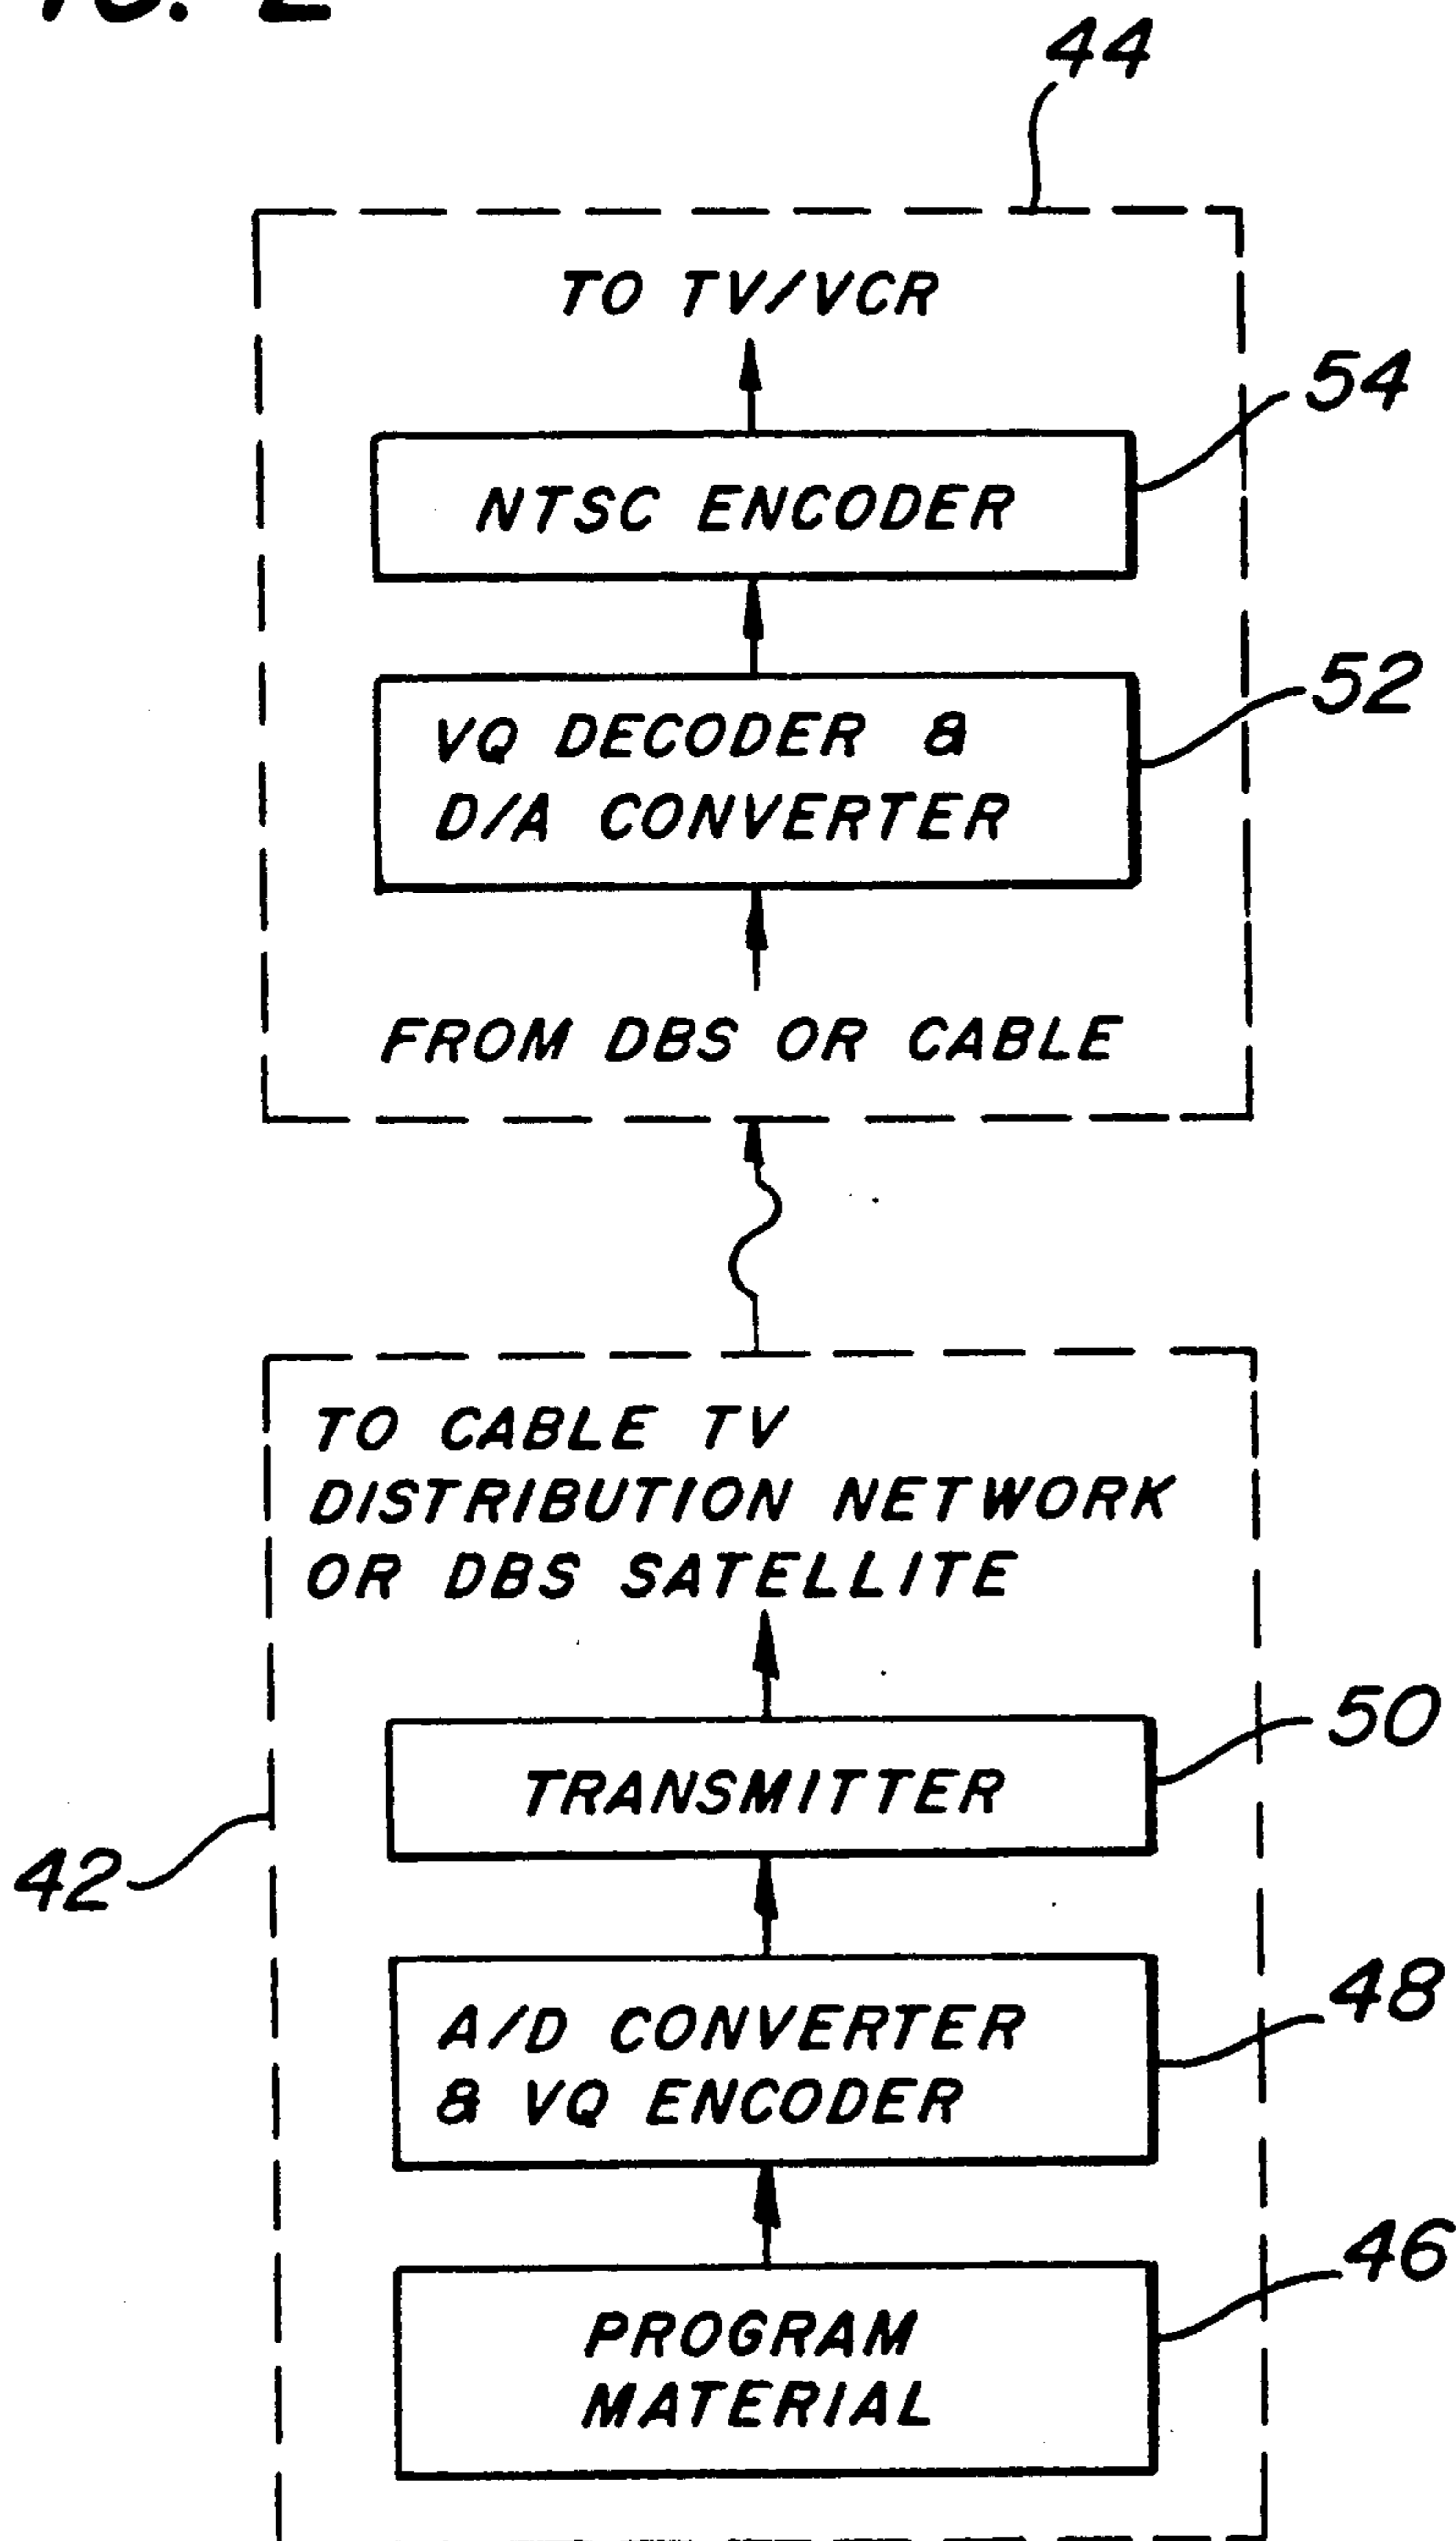 44
TO TV/VCR
54
NTSC ENCODER
52
VQ DECODER &
D/A CONVERTER
FROM DBS OR CABLE
TO CABLE TV
DISTRIBUTION NETWORK
OR DBS SATELLITE
50
TRANSMITTER
42
48
A/D CONVERTER
& VQ ENCODER
46
PROGRAM
MATERIAL